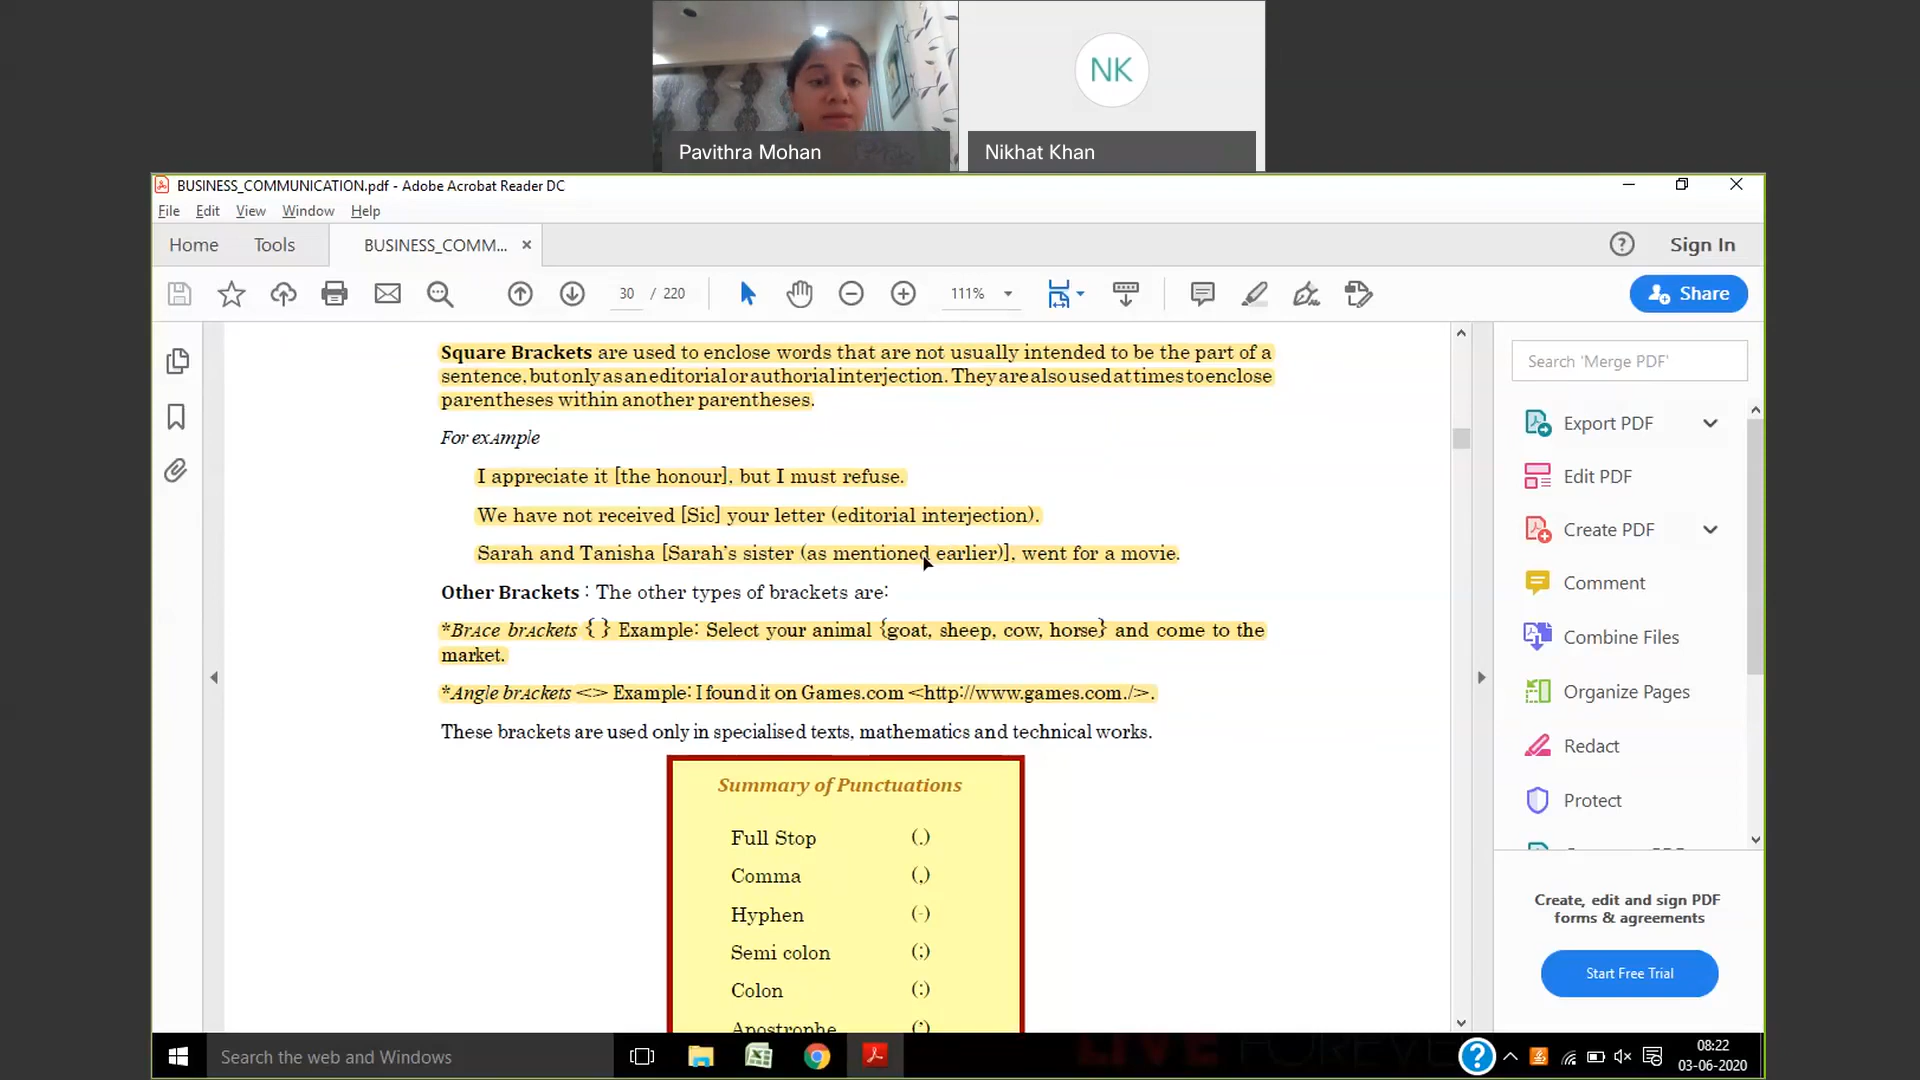 NK
Pavithra Mohan
Nikhat Khan
BUSINESS_COMMUNICATION.pdf - Adobe Acrobat Reader DC
File Edit View Window Help
Home Tools BUSINESS_COMM... × Sign In
30 / 220 111% Share
Square Brackets are used to enclose words that are not usually intended to be the part of a
sentence, but only as an editorial or authorial interjection. They are also used at times to enclose
parentheses within another parentheses.
For exAmple
I appreciate it [the honour], but I must refuse.
We have not received [Sic] your letter (editorial interjection).
Sarah and Tanisha [Sarah's sister (as mentioned earlier)], went for a movie.
Other Brackets : The other types of brackets are:
*BrAce brAckets { } Example: Select your animal {goat, sheep, cow, horse} and come to the
market.
*Angle brAckets <> Example: I found it on Games.com <http://www.games.com./>.
These brackets are used only in specialised texts, mathematics and technical works.
Summary of Punctuations
Full Stop (.)
Comma (,)
Hyphen (-)
Semi colon (;)
Colon (:)
Apostrophe (')
Search 'Merge PDF'
Export PDF
Edit PDF
Create PDF
Comment
Combine Files
Organize Pages
Redact
Protect
Create, edit and sign PDF
forms & agreements
Start Free Trial
Search the web and Windows
LIVE FOREVE
08:22
03-06-2020